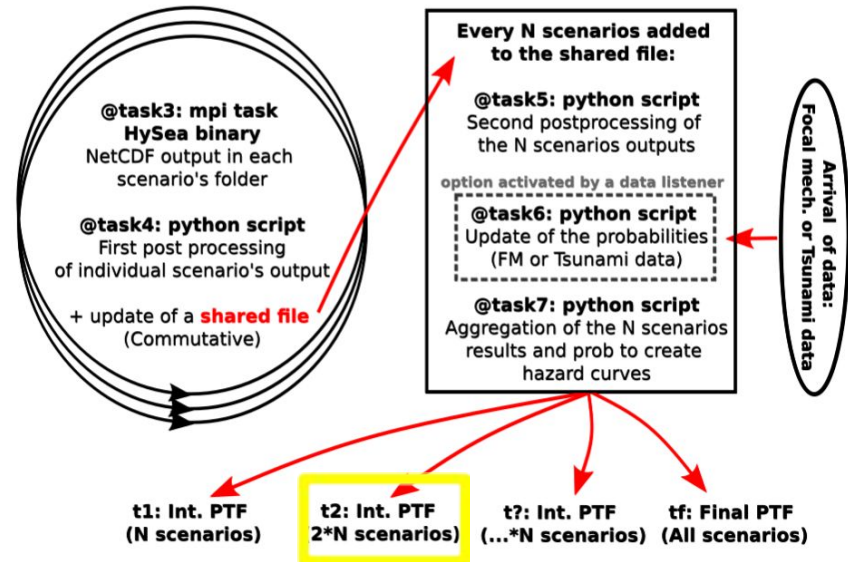 @task3: mpi task
HySea binary
NetCDF output in each
scenario's folder
@task4: python script
First post processing
of individual scenario's output
+ update of a shared file
(Commutative)
Every N scenarios added
to the shared file:
@task5: python script
Second postprocessing of
the N scenarios outputs
option activated by a data listener
@task6: python script
Update of the probabilities
(FM or Tsunami data)
@task7: python script
Aggregation of the N scenarios
results and prob to create
hazard curves
Arrival of data:
Focal mech. or Tsunami data
t1: Int. PTF
(N scenarios)
t2: Int. PTF
(2*N scenarios)
t?: Int. PTF
(...*N scenarios)
tf: Final PTF
(All scenarios)